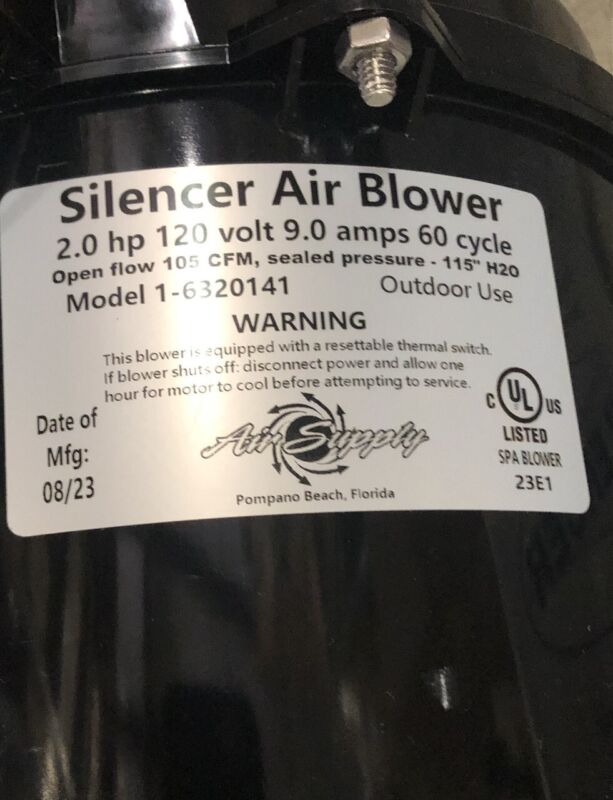 Silencer Air Blower
2.0 hp 120 volt 9.0 amps 60 cycle
Open flow 105 CFM, sealed pressure - 115" H20
Model 1-6320141
Outdoor Use
WARNING
This blower is equipped with a resettable thermal switch.
If blower shuts off: disconnect power and allow one
hour for motor to cool before attempting to service.
Date of
Mfg:
08/23
Air Supply
Pompano Beach, Florida
C UL US
LISTED
SPA BLOWER
23E1